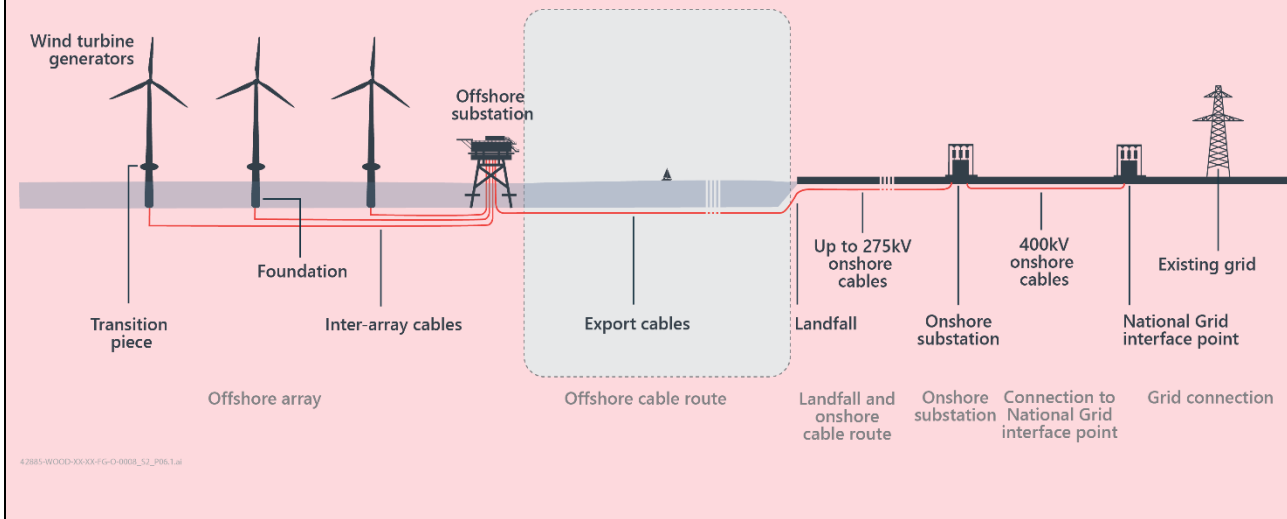 Wind turbine
generators
Offshore
substation
Foundation
Transition
piece
Inter-array cables
Export cables
Up to 275kV
onshore
cables
400kV
onshore
cables
Existing grid
Landfall
Onshore
substation
National Grid
interface point
Offshore array
Offshore cable route
Landfall and
onshore
cable route
Onshore
substation
Connection to
National Grid
interface point
Grid connection
42885-WOOD-XX-XX-FG-O-0008_S2_P06.1.ai